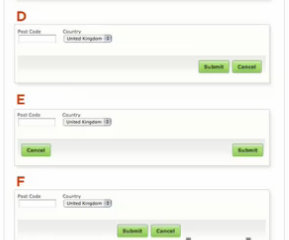 D
Post Code Country
United Kingdom
Submit Cancel
E
Post Code Country
United Kingdom
Cancel Submit
F
Post Code Country
United Kingdom
Submit Cancel